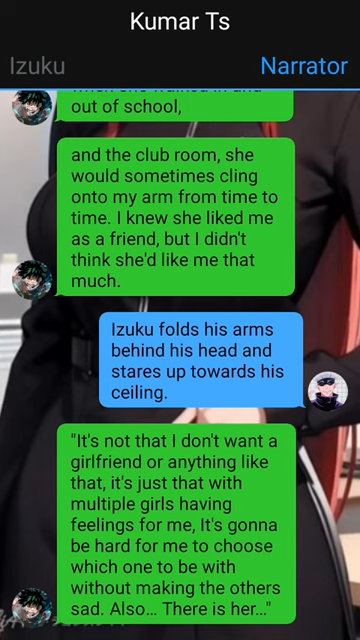 Kumar Ts
Izuku
Narrator
out of school,
and the club room, she
would sometimes cling
onto my arm from time to
time. I knew she liked me
as a friend, but I didn't
think she'd like me that
much.
Izuku folds his arms
behind his head and
stares up towards his
ceiling.
"It's not that I don't want a
girlfriend or anything like
that, it's just that with
multiple girls having
feelings for me, It's gonna
be hard for me to choose
which one to be with
without making the others
sad. Also... There is her..."